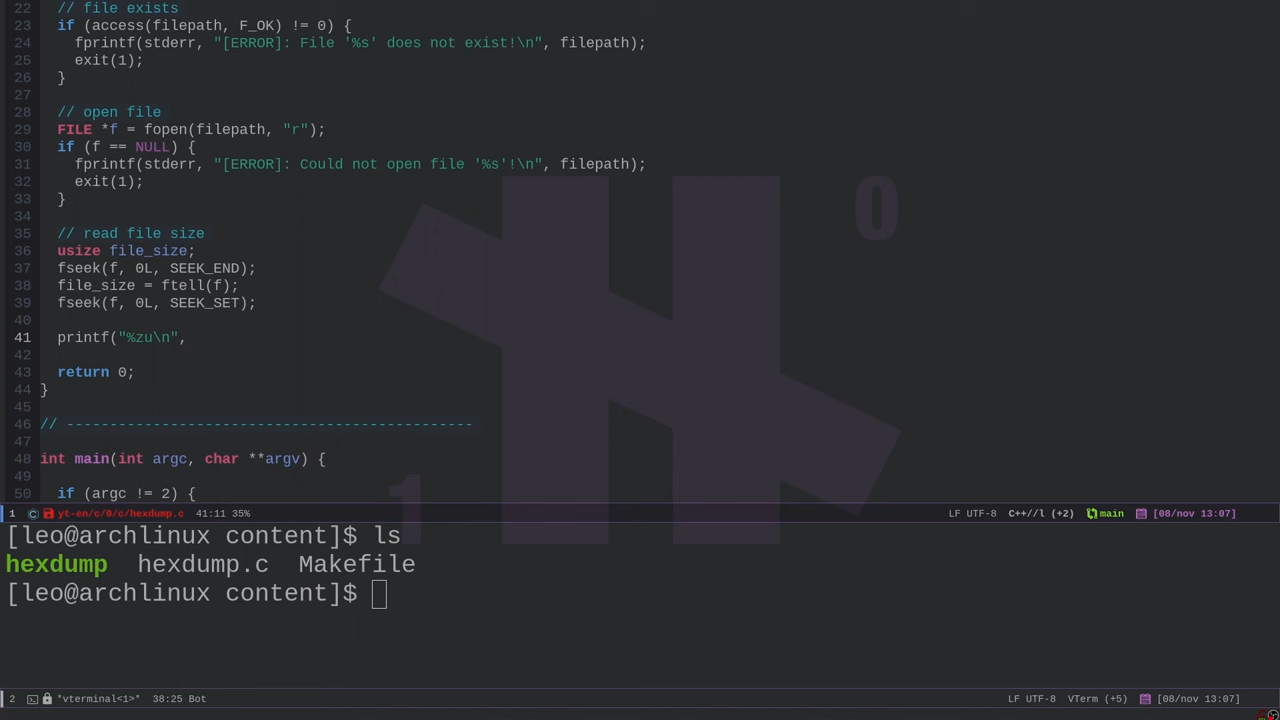 22 // file exists
23 if (access(filepath, F_OK) != 0) {
24 fprintf(stderr, "[ERROR]: File '%s' does not exist!\n", filepath);
25 exit(1);
26 }
27
28 // open file
29 FILE *f = fopen(filepath, "r");
30 if (f == NULL) {
31 fprintf(stderr, "[ERROR]: Could not open file '%s'!\n", filepath);
32 exit(1);
33 }
34
35 // read file size
36 usize file_size;
37 fseek(f, 0L, SEEK_END);
38 file_size = ftell(f);
39 fseek(f, 0L, SEEK_SET);
40
41 printf("%zu\n",
42
43 return 0;
44 }
45
46 // -----------------------------------------------
47
48 int main(int argc, char **argv) {
49
50 if (argc != 2) {
0
1
1 C yt-en/c/0/c/hexdump.c 41:11 35% LF UTF-8 C++//l (+2) main [08/nov 13:07]
[leo@archlinux content]$ ls
hexdump hexdump.c Makefile
[leo@archlinux content]$
2 *vterminal<1>* 38:25 Bot LF UTF-8 VTerm (+5) [08/nov 13:07]